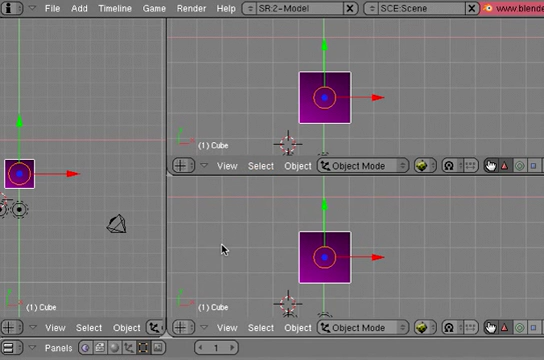 File Add Timeline Game Render Help SR:2-Model SCE:Scene www.blende
(1) Cube
View Select Object Object Mode
(1) Cube
(1) Cube
View Select Object
View Select Object Object Mode
Panels 1